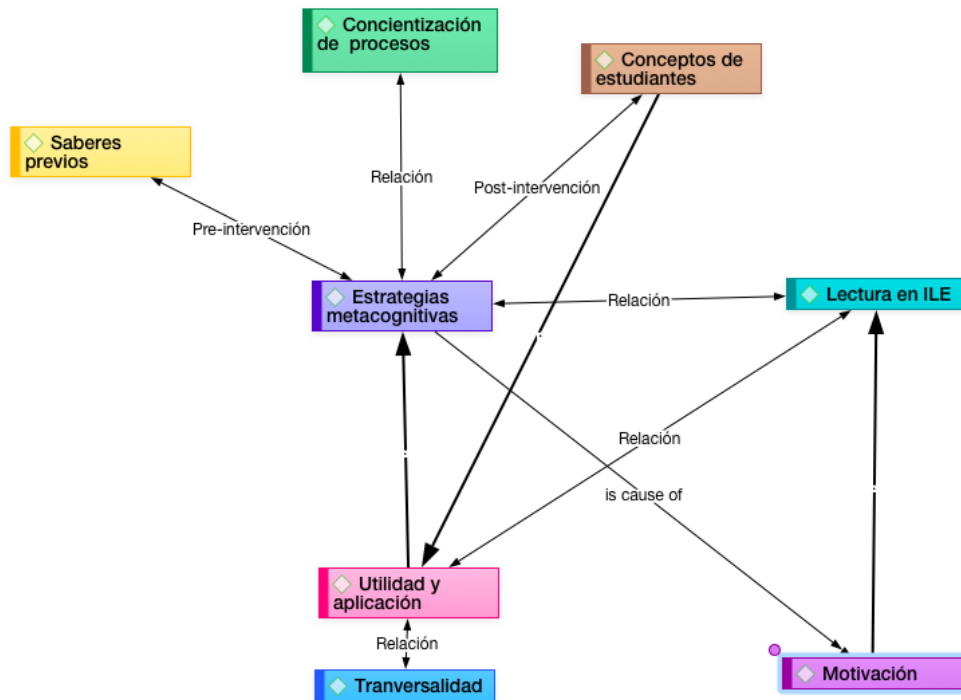 Concientización
de procesos
Conceptos de
estudiantes
Saberes
previos
Relación
Post-intervención
Pre-intervención
Estrategias
metacognitivas
Relación
Lectura en ILE
Relación
is cause of
Utilidad y
aplicación
Relación
Motivación
Tranversalidad